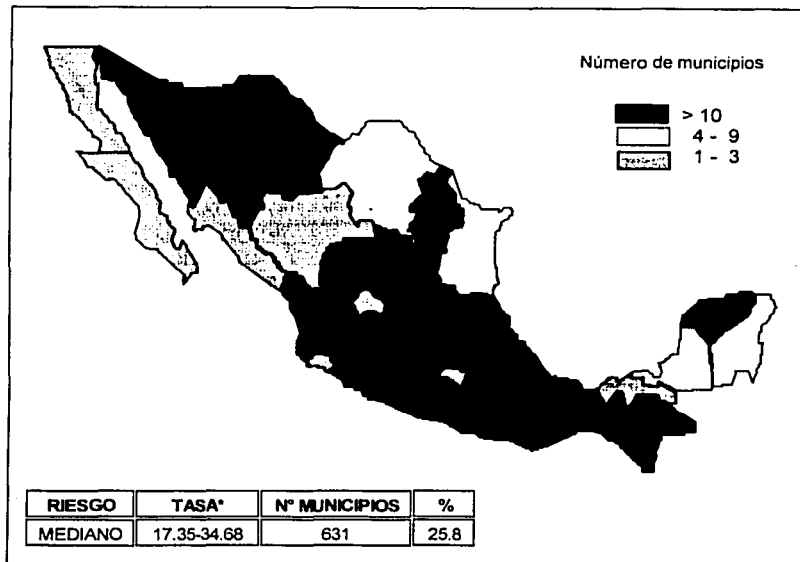 Número de municipios
> 10
4 - 9
1 - 3
RIESGO TASA* N° MUNICIPIOS %
MEDIANO 17.35-34.68 631 25.8